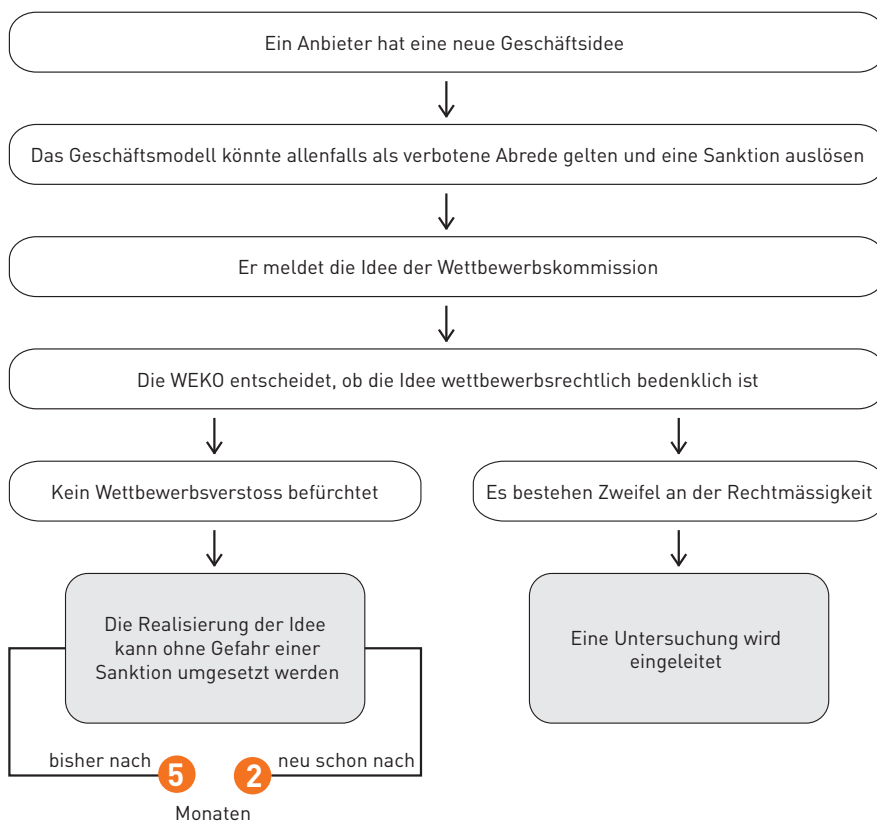 Ein Anbieter hat eine neue Geschäftsidee
Das Geschäftsmodell könnte allenfalls als verbotene Abrede gelten und eine Sanktion auslösen
Er meldet die Idee der Wettbewerbskommission
Die WEKO entscheidet, ob die Idee wettbewerbsrechtlich bedenklich ist
Kein Wettbewerbsverstoss befürchtet
Es bestehen Zweifel an der Rechtmässigkeit
Die Realisierung der Idee
kann ohne Gefahr einer
Sanktion umgesetzt werden
Eine Untersuchung wird
eingeleitet
bisher nach 5 2 neu schon nach
Monaten